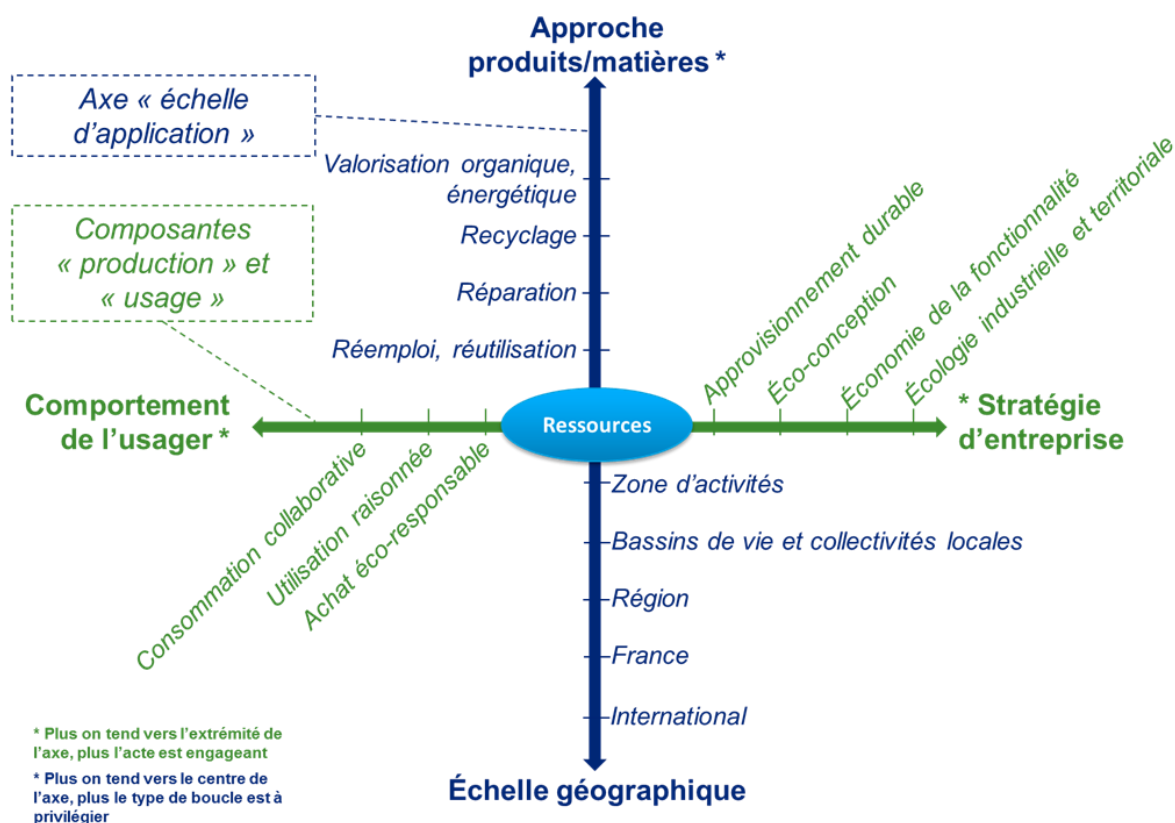 Approche
produits/matières *
Axe « échelle
d’application »
Valorisation organique,
énergétique
Recyclage
Réparation
Réemploi, réutilisation
Composantes
« production » et
« usage »
Approvisionnement durable
Éco-conception
Économie de la fonctionnalité
Écologie industrielle et territoriale
Comportement
de l’usager *
Ressources
* Stratégie
d’entreprise
Consommation collaborative
Utilisation raisonnée
Achat éco-responsable
Zone d’activités
Bassins de vie et collectivités locales
Région
France
International
Échelle géographique
* Plus on tend vers l’extrémité de
l’axe, plus l’acte est engageant
* Plus on tend vers le centre de
l’axe, plus le type de boucle est à
privilégier